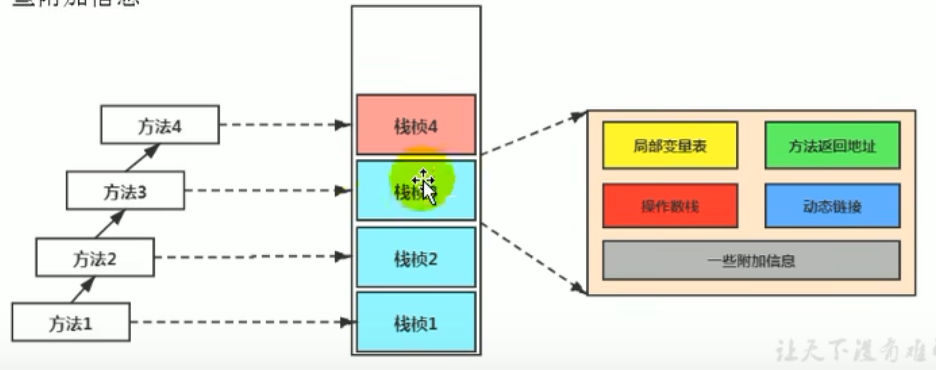 些附加信息
方法4
栈桢4
方法3
栈桢3
方法2
栈桢2
方法1
栈桢1
局部变量表
方法返回地址
操作数栈
动态链接
一些附加信息
让天下没有难